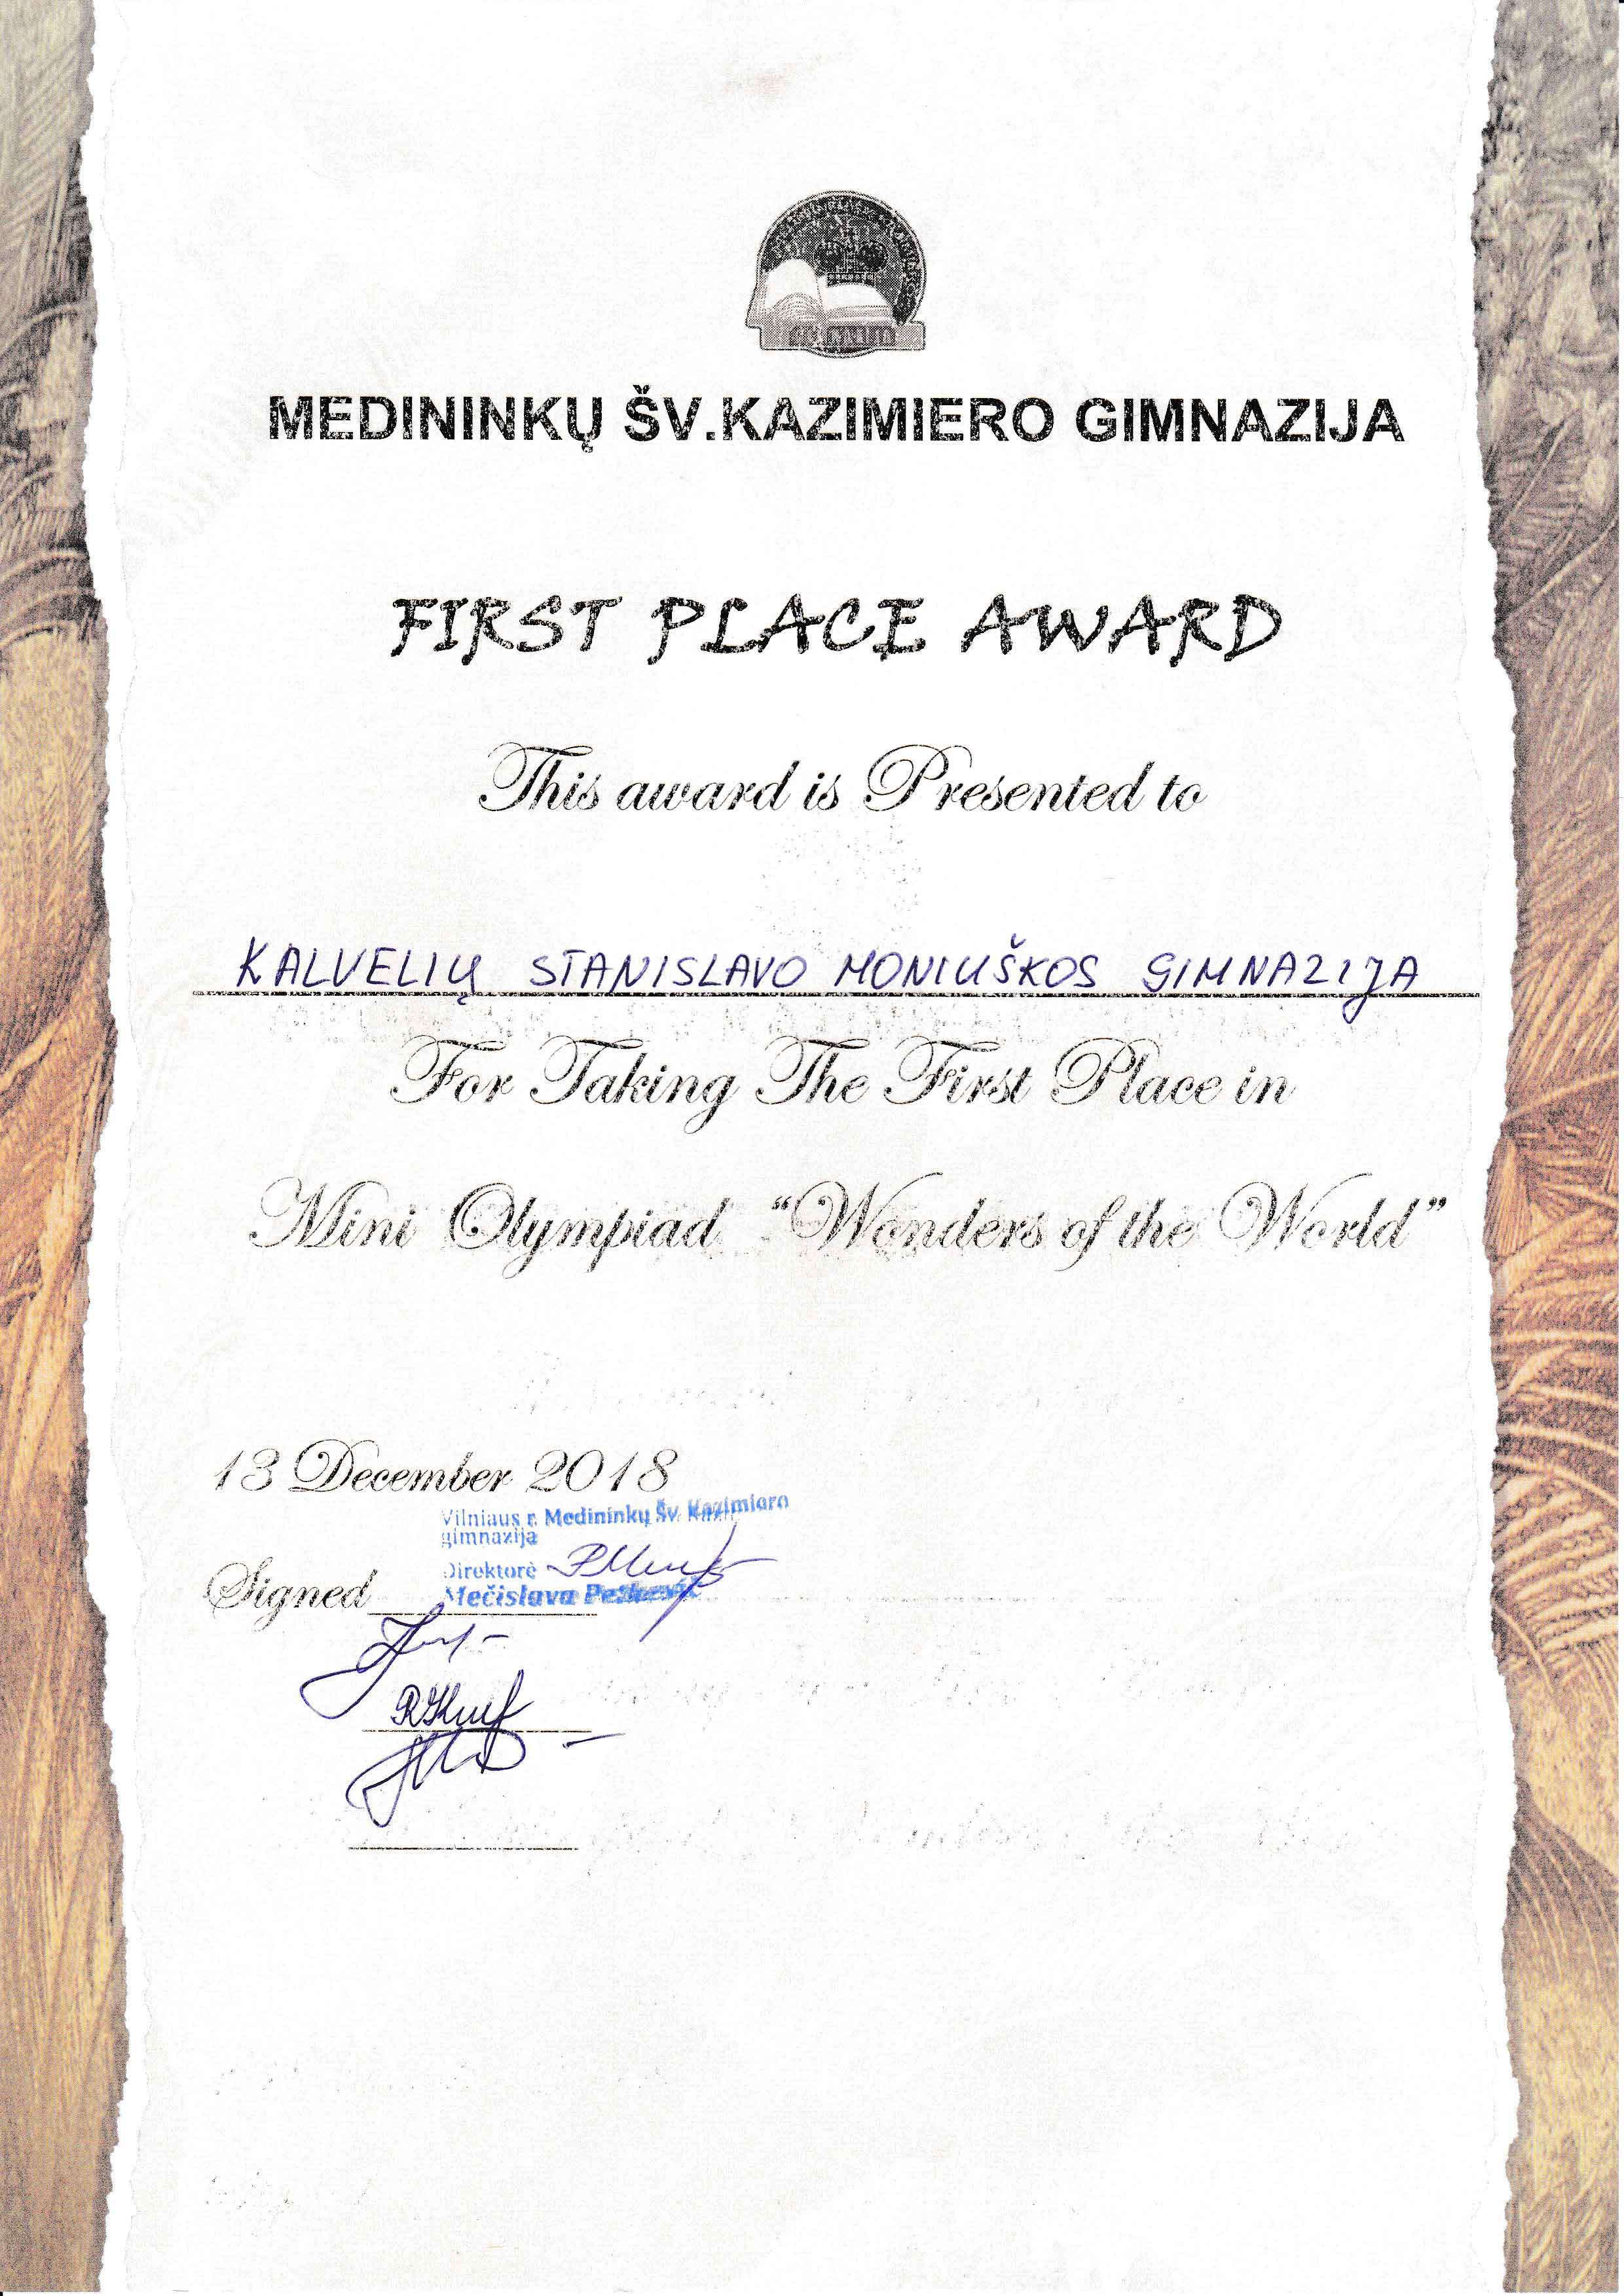 MEDININKŲ ŠV.KAZIMIERO GIMNAZIJA
FIRST PLACE AWARD
This award is Presented to
KALVELIŲ STANISLAVO MONIUŠKOS GIMNAZIJA
For Taking The First Place in
Mini Olympiad "Wonders of the World"
13 December 2018
Vilniaus r. Medininkų Šv. Kazimiero
gimnazija
Direktorė
Signed Mečislava